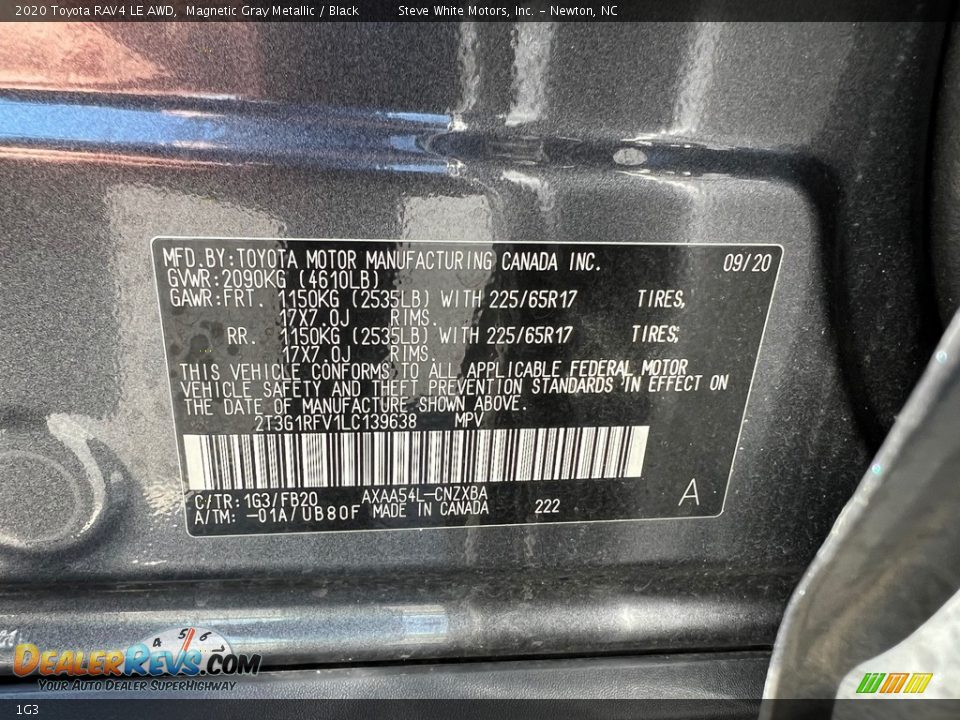 2020 Toyota RAV4 LE AWD, Magnetic Gray Metallic / Black Steve White Motors, Inc. – Newton, NC
MFD.BY:TOYOTA MOTOR MANUFACTURING CANADA INC. 09/20
GVWR:2090KG (4610LB)
GAWR:FRT. 1150KG (2535LB) WITH 225/65R17 TIRES,
17X7.0J RIMS.
RR. 1150KG (2535LB) WITH 225/65R17 TIRES;
17X7.0J RIMS.
THIS VEHICLE CONFORMS TO ALL APPLICABLE FEDERAL MOTOR
VEHICLE SAFETY AND THEFT PREVENTION STANDARDS IN EFFECT ON
THE DATE OF MANUFACTURE SHOWN ABOVE.
2T3G1RFV1LC139638 MPV
C/TR:1G3/FB20 AXAA54L-CNZXBA
A/TM: -01A/UB80F MADE IN CANADA 222
A
4 5 6
DEALERREVS.COM
YOUR AUTO DEALER SUPERHIGHWAY
1G3